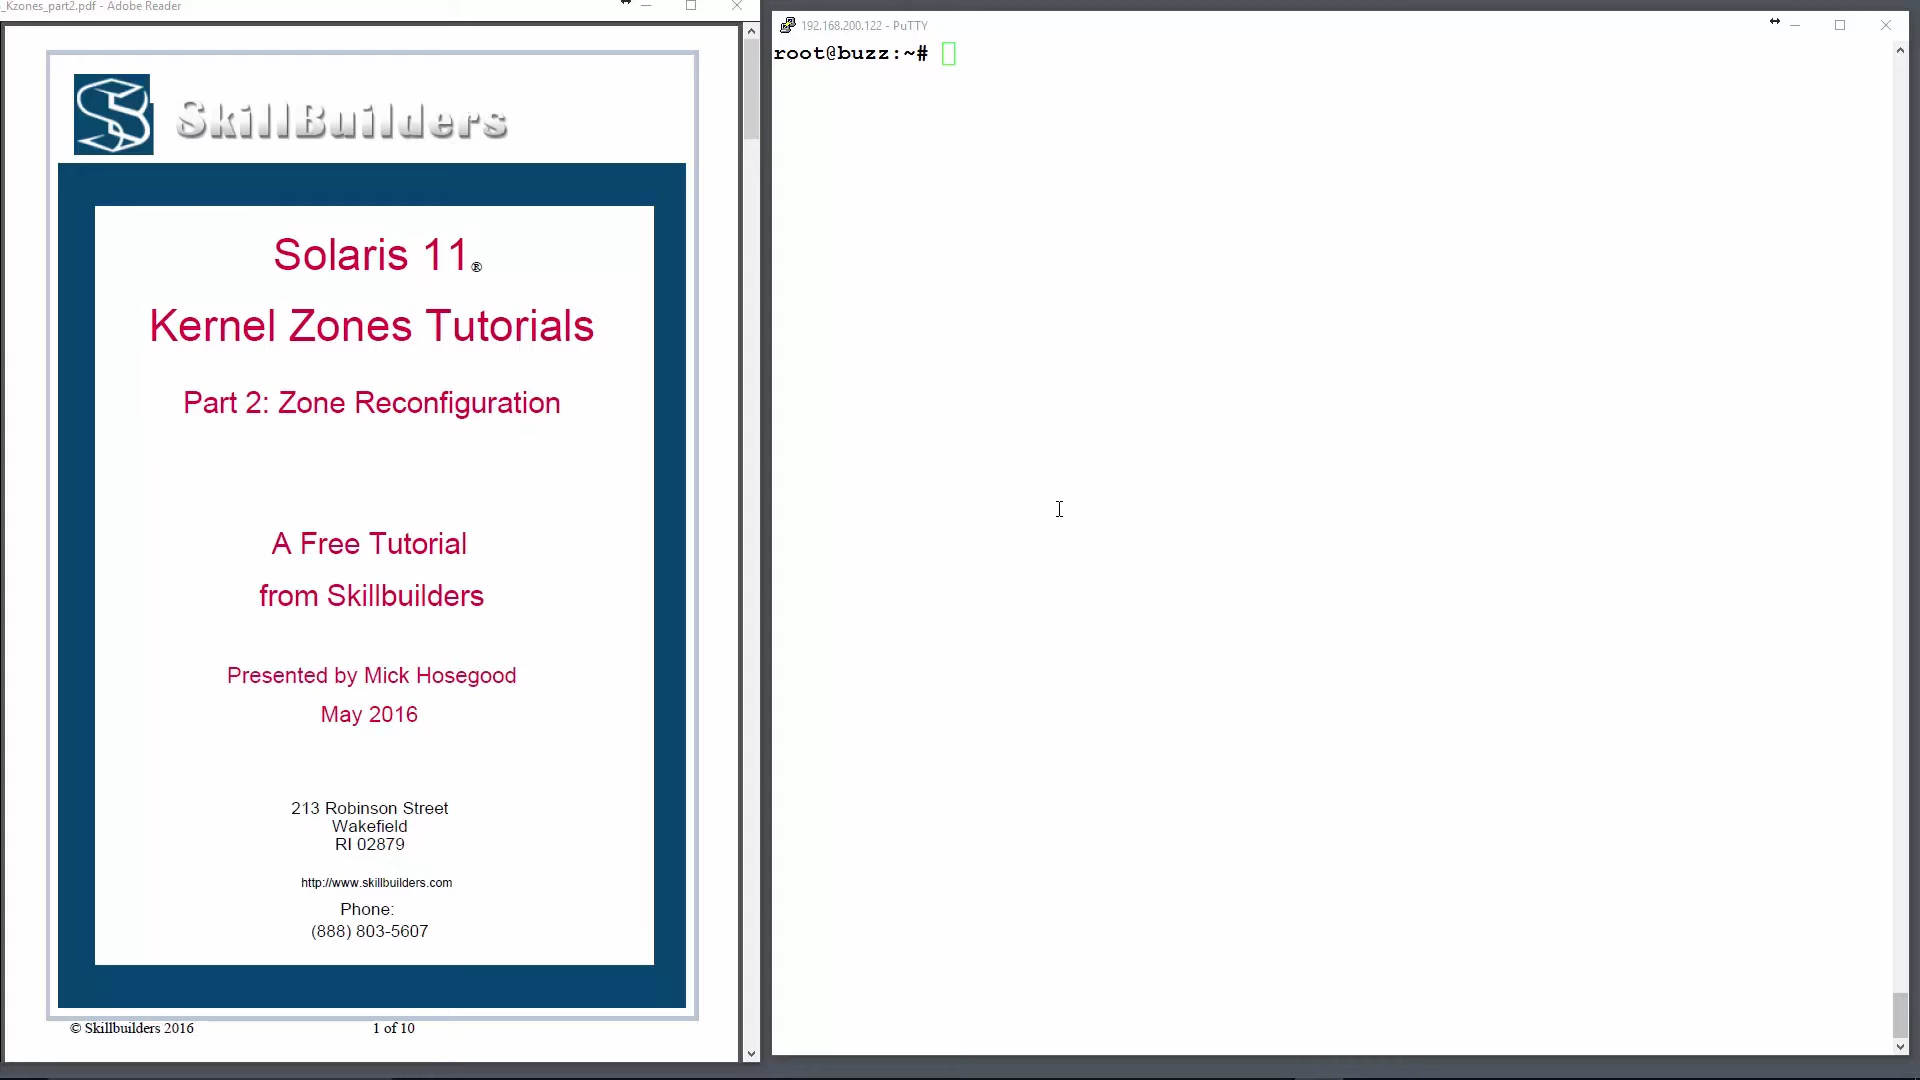 _Kzones_part2.pdf - Adobe Reader
SkillBuilders
Solaris 11®
Kernel Zones Tutorials
Part 2: Zone Reconfiguration
A Free Tutorial
from Skillbuilders
Presented by Mick Hosegood
May 2016
213 Robinson Street
Wakefield
RI 02879
http://www.skillbuilders.com
Phone:
(888) 803-5607
© Skillbuilders 2016
1 of 10
192.168.200.122 - PuTTY
root@buzz:~#